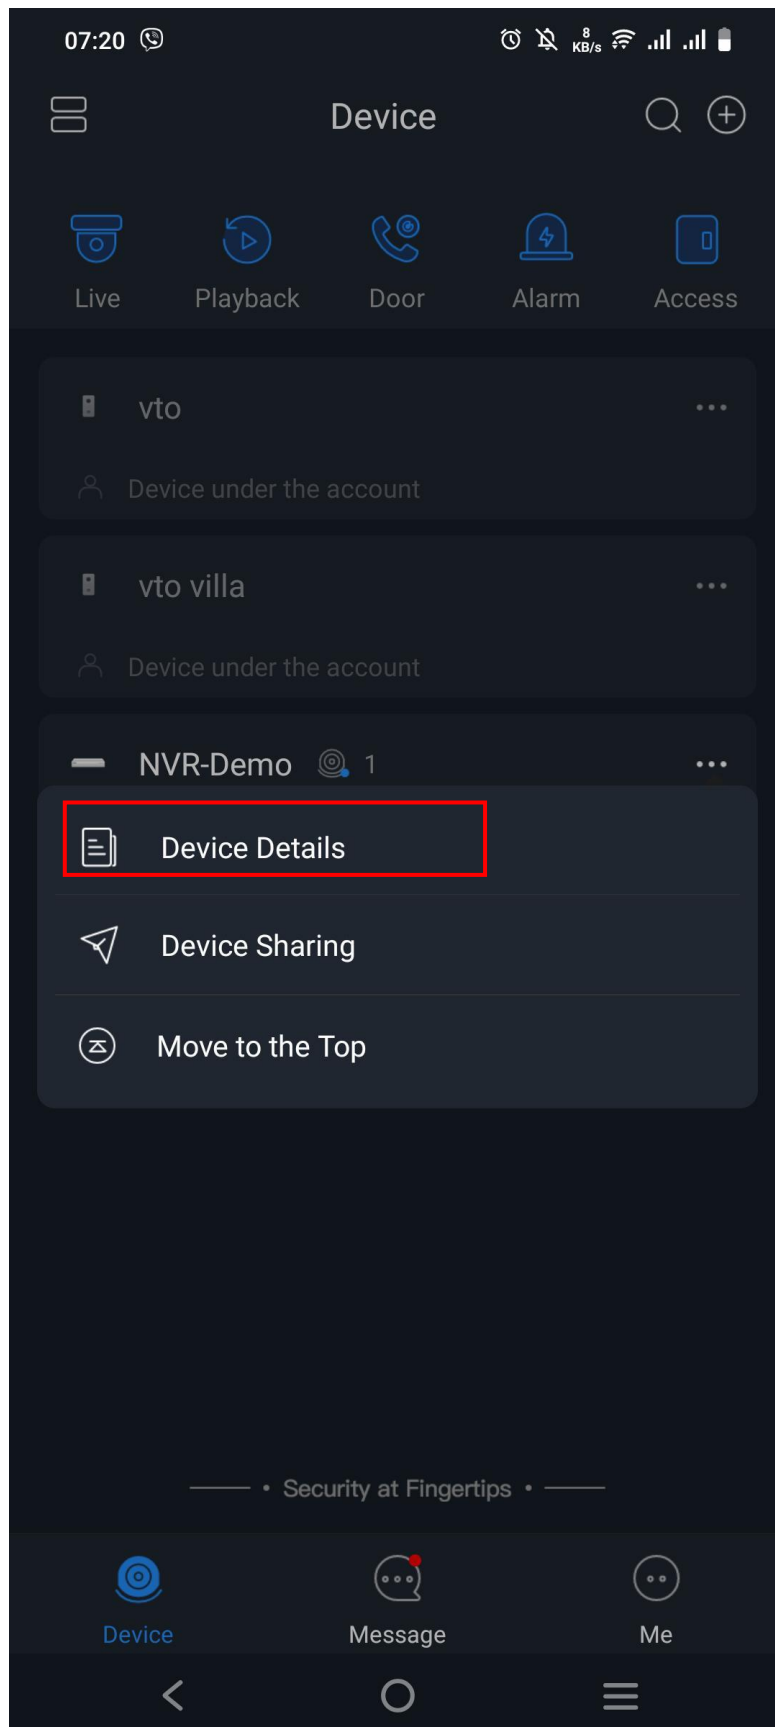 07:20
8
KB/s
Device
Live Playback Door Alarm Access
vto
Device under the account
vto villa
Device under the account
NVR-Demo 1
Device Details
Device Sharing
Move to the Top
Security at Fingertips
Device Message Me